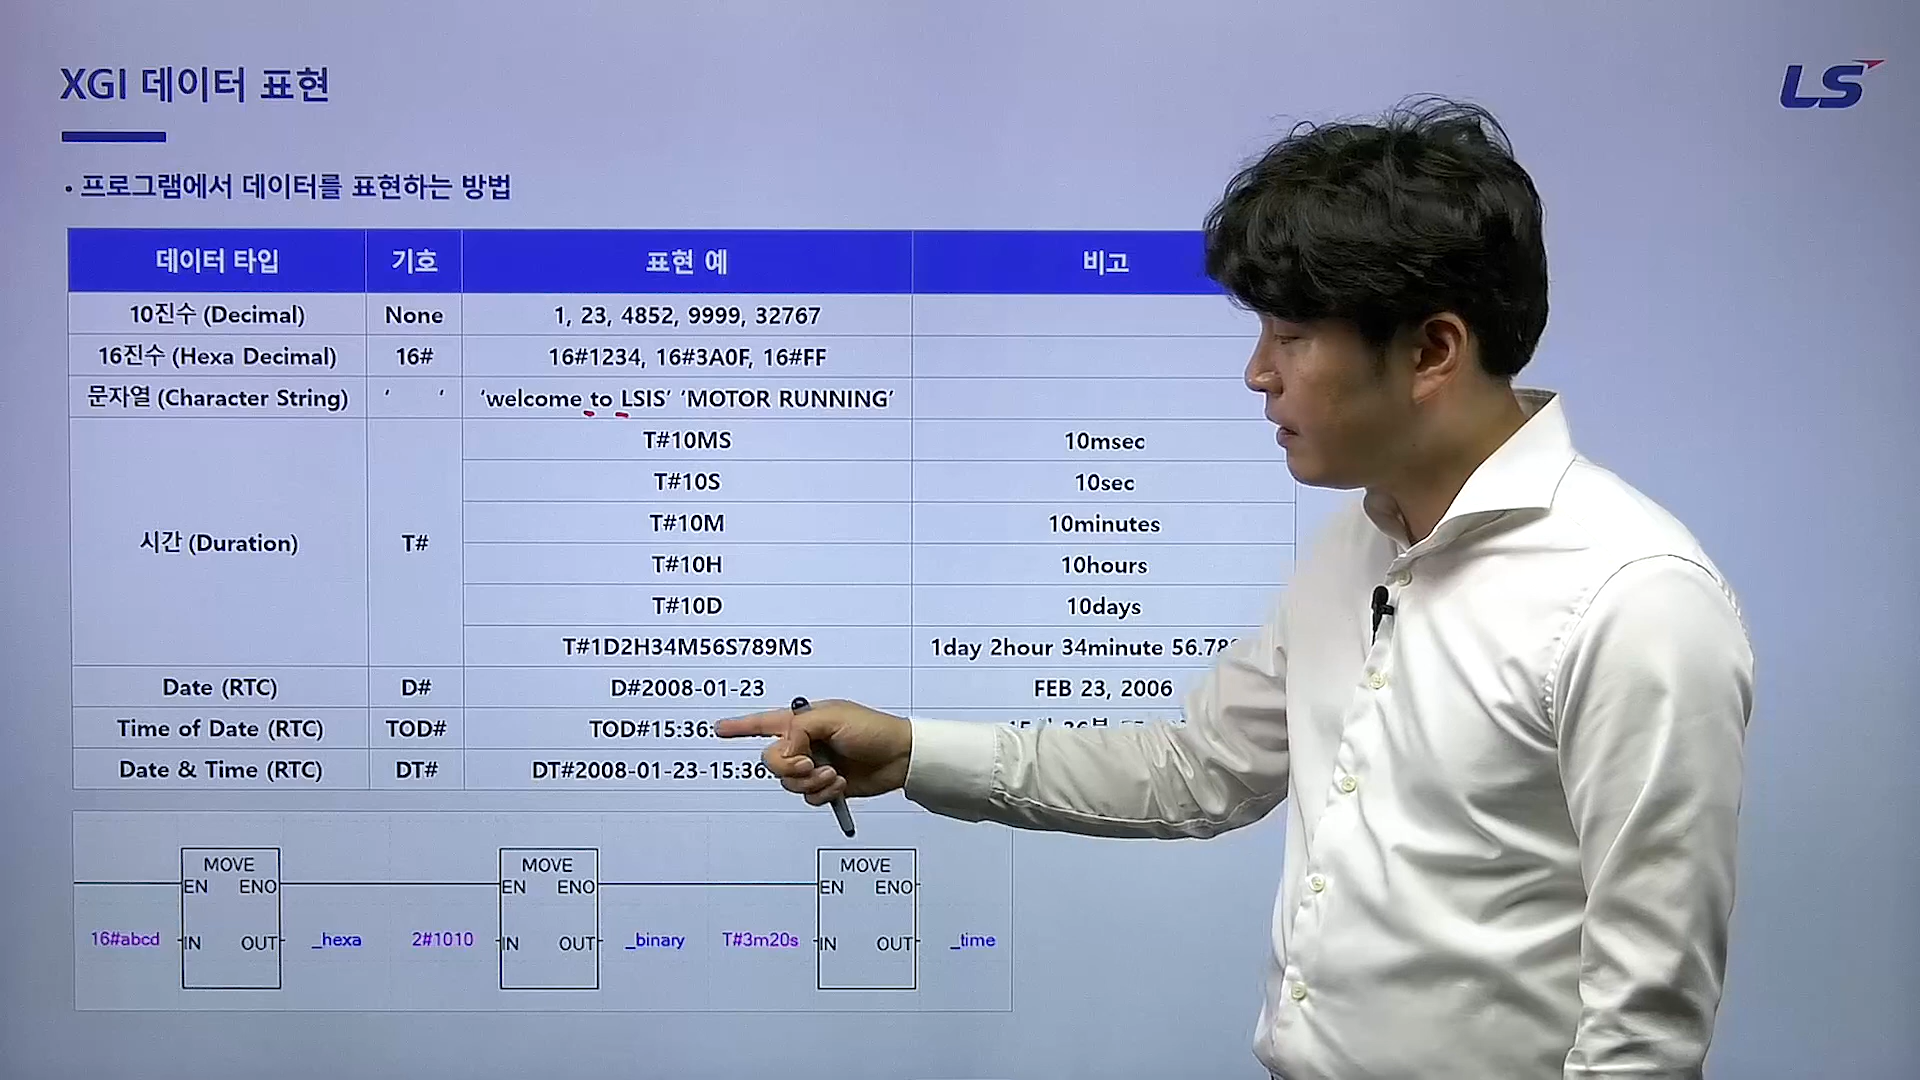 XGI 데이터 표현
LS
• 프로그램에서 데이터를 표현하는 방법
데이터 타입 기호 표현 예 비고
10진수 (Decimal) None 1, 23, 4852, 9999, 32767
16진수 (Hexa Decimal) 16# 16#1234, 16#3A0F, 16#FF
문자열 (Character String) ‘ ‘ ‘welcome to LSIS’ ‘MOTOR RUNNING’
T#10MS 10msec
T#10S 10sec
T#10M 10minutes
시간 (Duration) T#
T#10H 10hours
T#10D 10days
T#1D2H34M56S789MS 1day 2hour 34minute
Date (RTC) D# D#2008-01-23 FEB 23, 2006
Time of Date (RTC) TOD# TOD#15:36:
Date & Time (RTC) DT# DT#2008-01-23-15:36:
MOVE MOVE MOVE
EN ENO EN ENO EN ENO
16#abcd IN OUT _hexa 2#1010 IN OUT _binary T#3m20s IN OUT _time